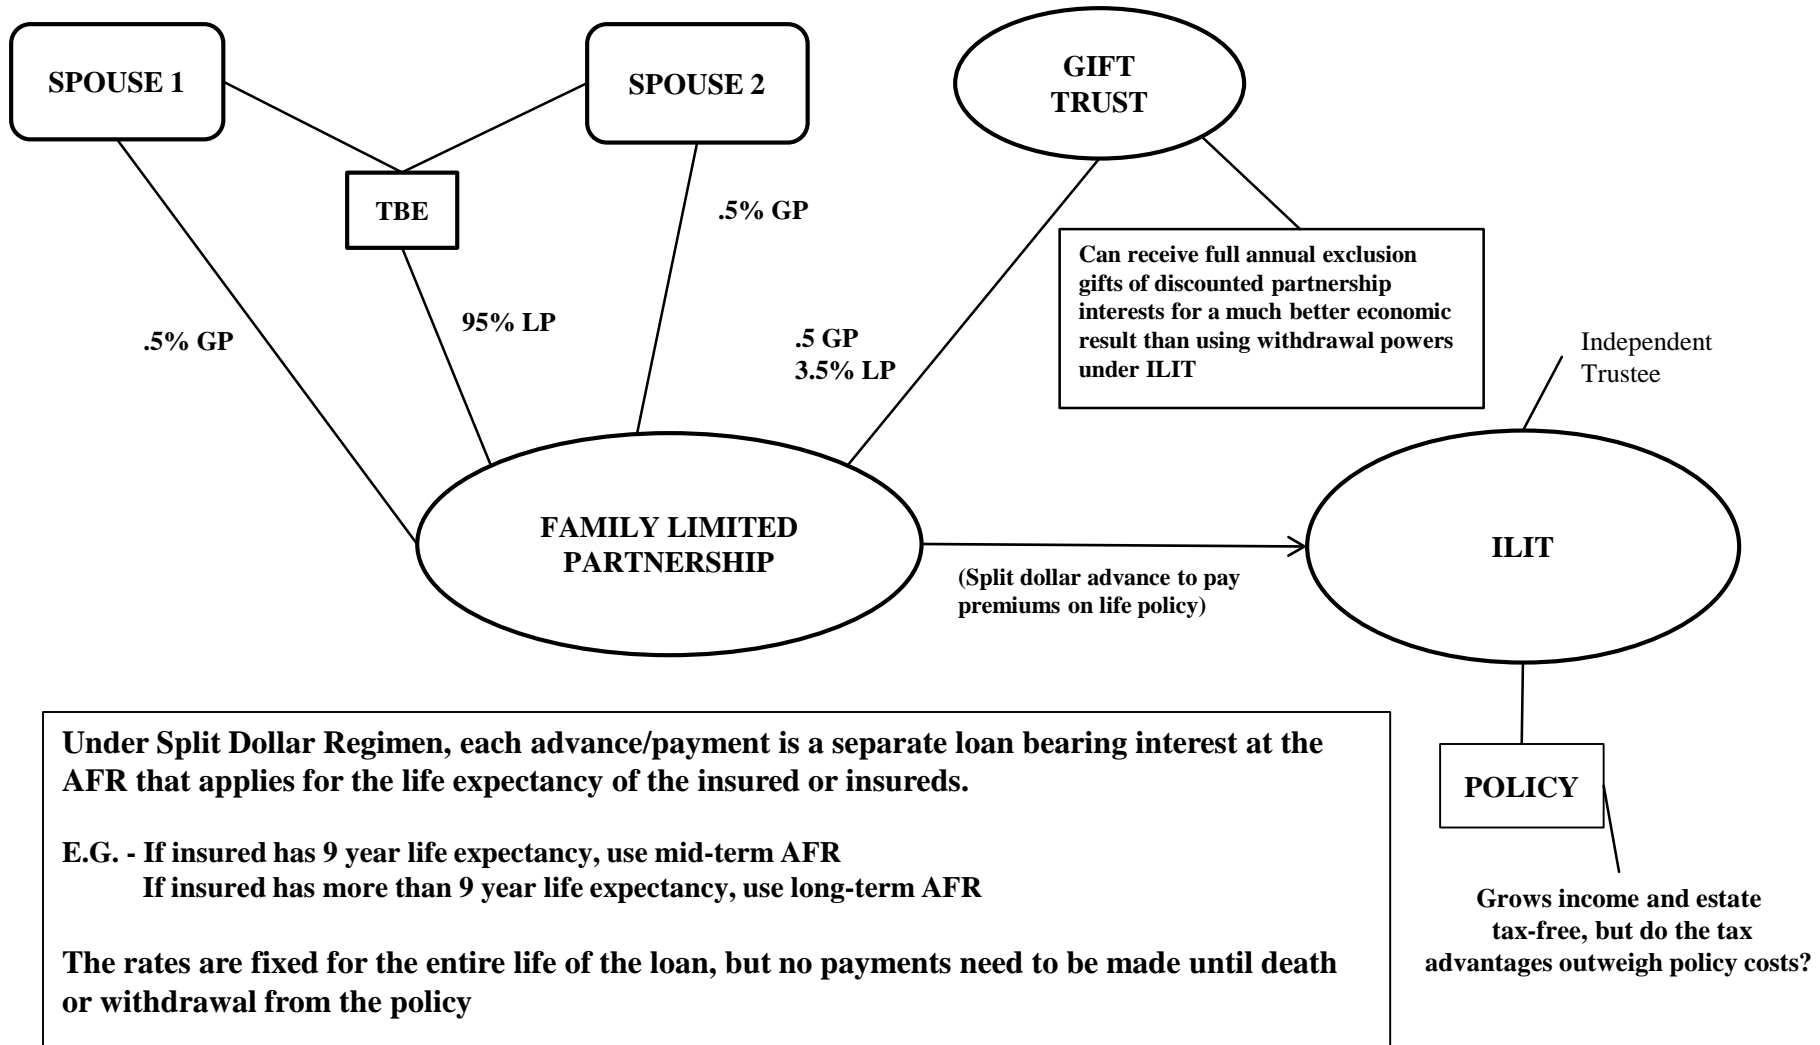 SPOUSE 1
SPOUSE 2
GIFT
TRUST
TBE
.5% GP
.5% GP
95% LP
.5 GP
3.5% LP
Can receive full annual exclusion
gifts of discounted partnership
interests for a much better economic
result than using withdrawal powers
under ILIT
Independent
Trustee
FAMILY LIMITED
PARTNERSHIP
(Split dollar advance to pay
premiums on life policy)
ILIT
POLICY
Grows income and estate
tax-free, but do the tax
advantages outweigh policy costs?
Under Split Dollar Regimen, each advance/payment is a separate loan bearing interest at the
AFR that applies for the life expectancy of the insured or insureds.
E.G. - If insured has 9 year life expectancy, use mid-term AFR
If insured has more than 9 year life expectancy, use long-term AFR
The rates are fixed for the entire life of the loan, but no payments need to be made until death
or withdrawal from the policy